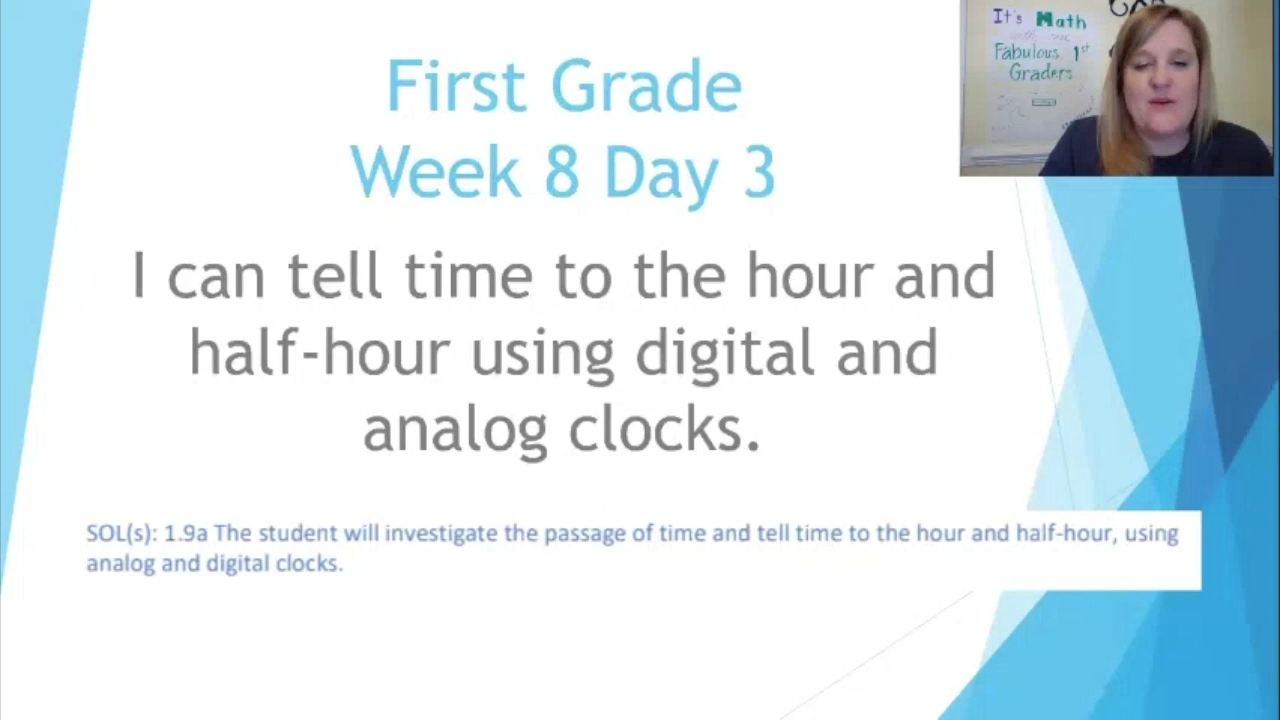 First Grade
Week 8 Day 3
I can tell time to the hour and
half-hour using digital and
analog clocks.
SOL(s): 1.9a The student will investigate the passage of time and tell time to the hour and half-hour, using
analog and digital clocks.
It's Math
with me
Fabulous 1st
Graders